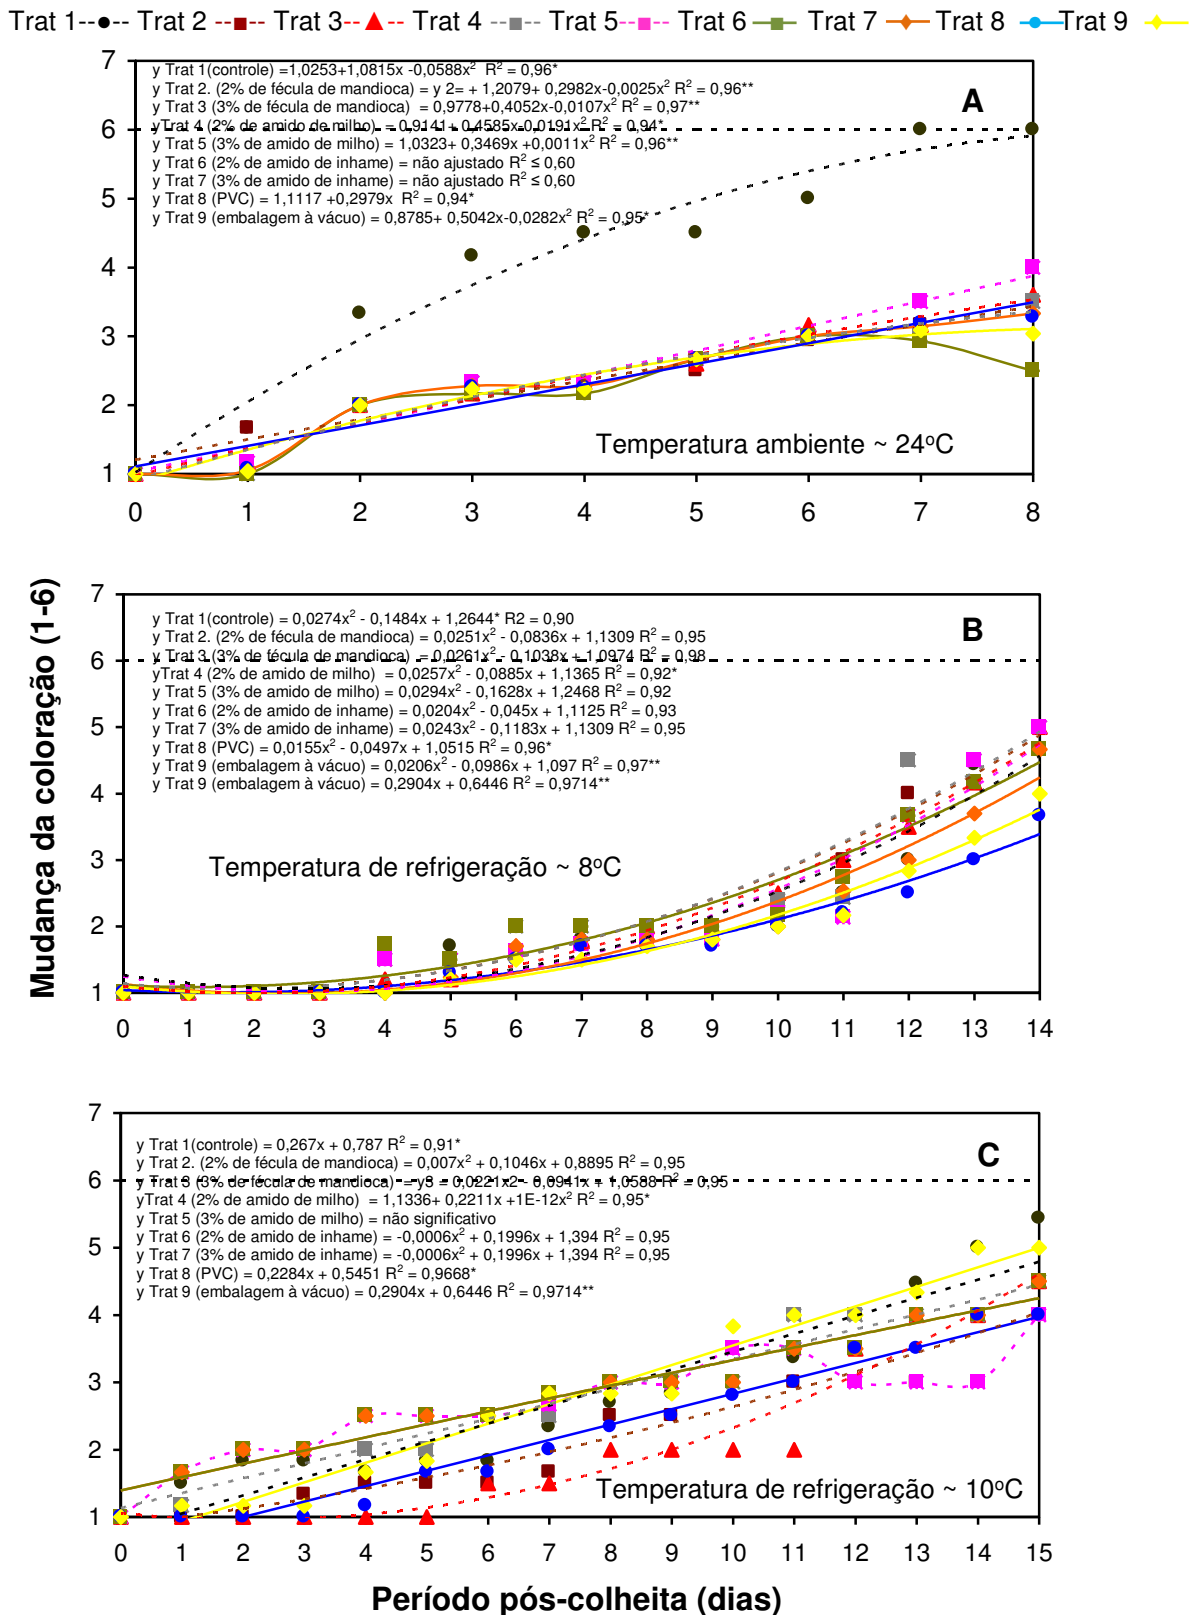 Trat 1 Trat 2 Trat 3 Trat 4 Trat 5 Trat 6 Trat 7 Trat 8 Trat 9
7
y Trat 1(controle) =1,0253+1,0815x -0,0588x² R² = 0,96*
y Trat 2. (2% de fécula de mandioca) = y 2= + 1,2079+ 0,2982x-0,0025x² R² = 0,96**
y Trat 3 (3% de fécula de mandioca = 0,9778+0,4052x-0,0107x² R² = 0,97**
A
6
yTrat 4 (2% de amido de milho) = 0,9141+ 0,4585x-0,0191x² R² = 0,94*
y Trat 5 (3% de amido de milho) = 1,0323+ 0,3469x +0,0011x² R² = 0,96**
y Trat 6 (2% de amido de inhame) = não ajustado R² ≤ 0,60
y Trat 7 (3% de amido de inhame) = não ajustado R² ≤ 0,60
5
y Trat 8 (PVC) = 1,1117 +0,2979x R² = 0,94*
y Trat 9 (embalagem à vácuo) = 0,8785+ 0,5042x-0,0282x² R² = 0,95*
4
3
2
Temperatura ambiente ~ 24ºC
1
0 1 2 3 4 5 6 7 8
Mudança da coloração (1-6)
7
y Trat 1(controle) = 0,0274x² - 0,1484x + 1,2644* R2 = 0,90
B
y Trat 2. (2% de fécula de mandioca) = 0,0251x² - 0,0836x + 1,1309 R² = 0,95
y Trat 3 (3% de fécula de mandioca) = 0,0261x² - 0,1038x + 1,0974 R² = 0,98
6
yTrat 4 (2% de amido de milho) = 0,0257x² - 0,0885x + 1,1365 R² = 0,92*
y Trat 5 (3% de amido de milho) = 0,0294x² - 0,1628x + 1,2468 R² = 0,92
y Trat 6 (2% de amido de inhame) = 0,0204x² - 0,045x + 1,1125 R² = 0,93
5
y Trat 7 (3% de amido de inhame) = 0,0243x² - 0,1183x + 1,1309 R² = 0,95
y Trat 8 (PVC) = 0,0155x² - 0,0497x + 1,0515 R² = 0,96*
y Trat 9 (embalagem à vácuo) = 0,0206x² - 0,0986x + 1,097 R² = 0,97**
y Trat 9 (embalagem à vácuo) = 0,2904x + 0,6446 R² = 0,9714**
4
3
Temperatura de refrigeração ~ 8ºC
2
1
0 1 2 3 4 5 6 7 8 9 10 11 12 13 14
7
y Trat 1(controle) = 0,267x + 0,787 R² = 0,91*
C
y Trat 2. (2% de fécula de mandioca) = 0,007x² + 0,1046x + 0,8895 R² = 0,95
y Trat 3 (3% de fécula de mandioca) = y3 = 0,0221x2 - 0,0941x + 1,0588 R² = 0,95
6
yTrat 4 (2% de amido de milho) = 1,1336+ 0,2211x +1E-12x² R² = 0,95*
y Trat 5 (3% de amido de milho) = não significativo
y Trat 6 (2% de amido de inhame) = -0,0006x² + 0,1996x + 1,394 R² = 0,95
5
y Trat 7 (3% de amido de inhame) = -0,0006x² + 0,1996x + 1,394 R² = 0,95
y Trat 8 (PVC) = 0,2284x + 0,5451 R² = 0,9668*
y Trat 9 (embalagem à vácuo) = 0,2904x + 0,6446 R² = 0,9714**
4
3
2
Temperatura de refrigeração ~ 10ºC
1
0 1 2 3 4 5 6 7 8 9 10 11 12 13 14 15
Período pós-colheita (dias)